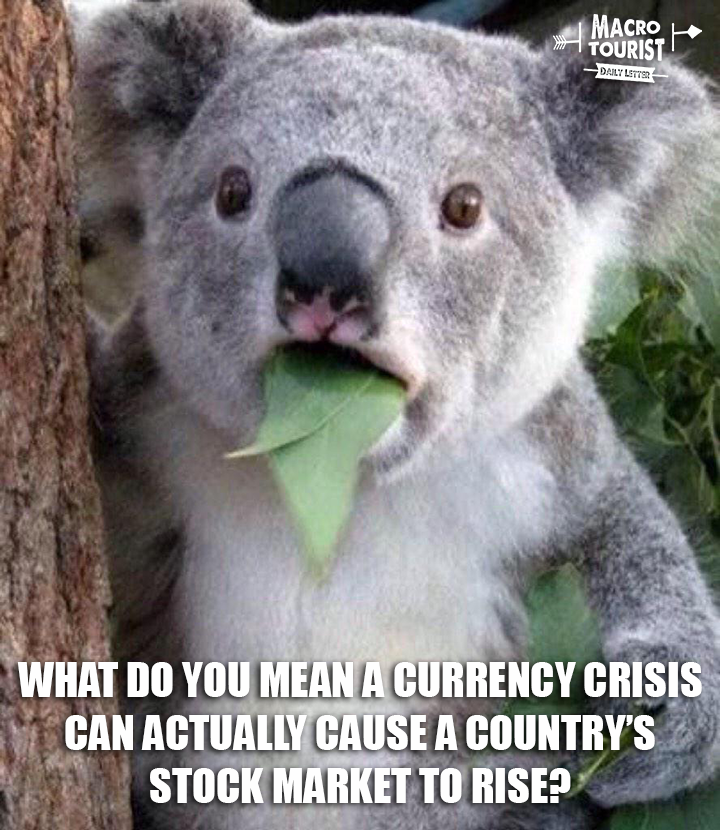 MACRO
TOURIST
DAILY LETTER
WHAT DO YOU MEAN A CURRENCY CRISIS
CAN ACTUALLY CAUSE A COUNTRY'S
STOCK MARKET TO RISE?